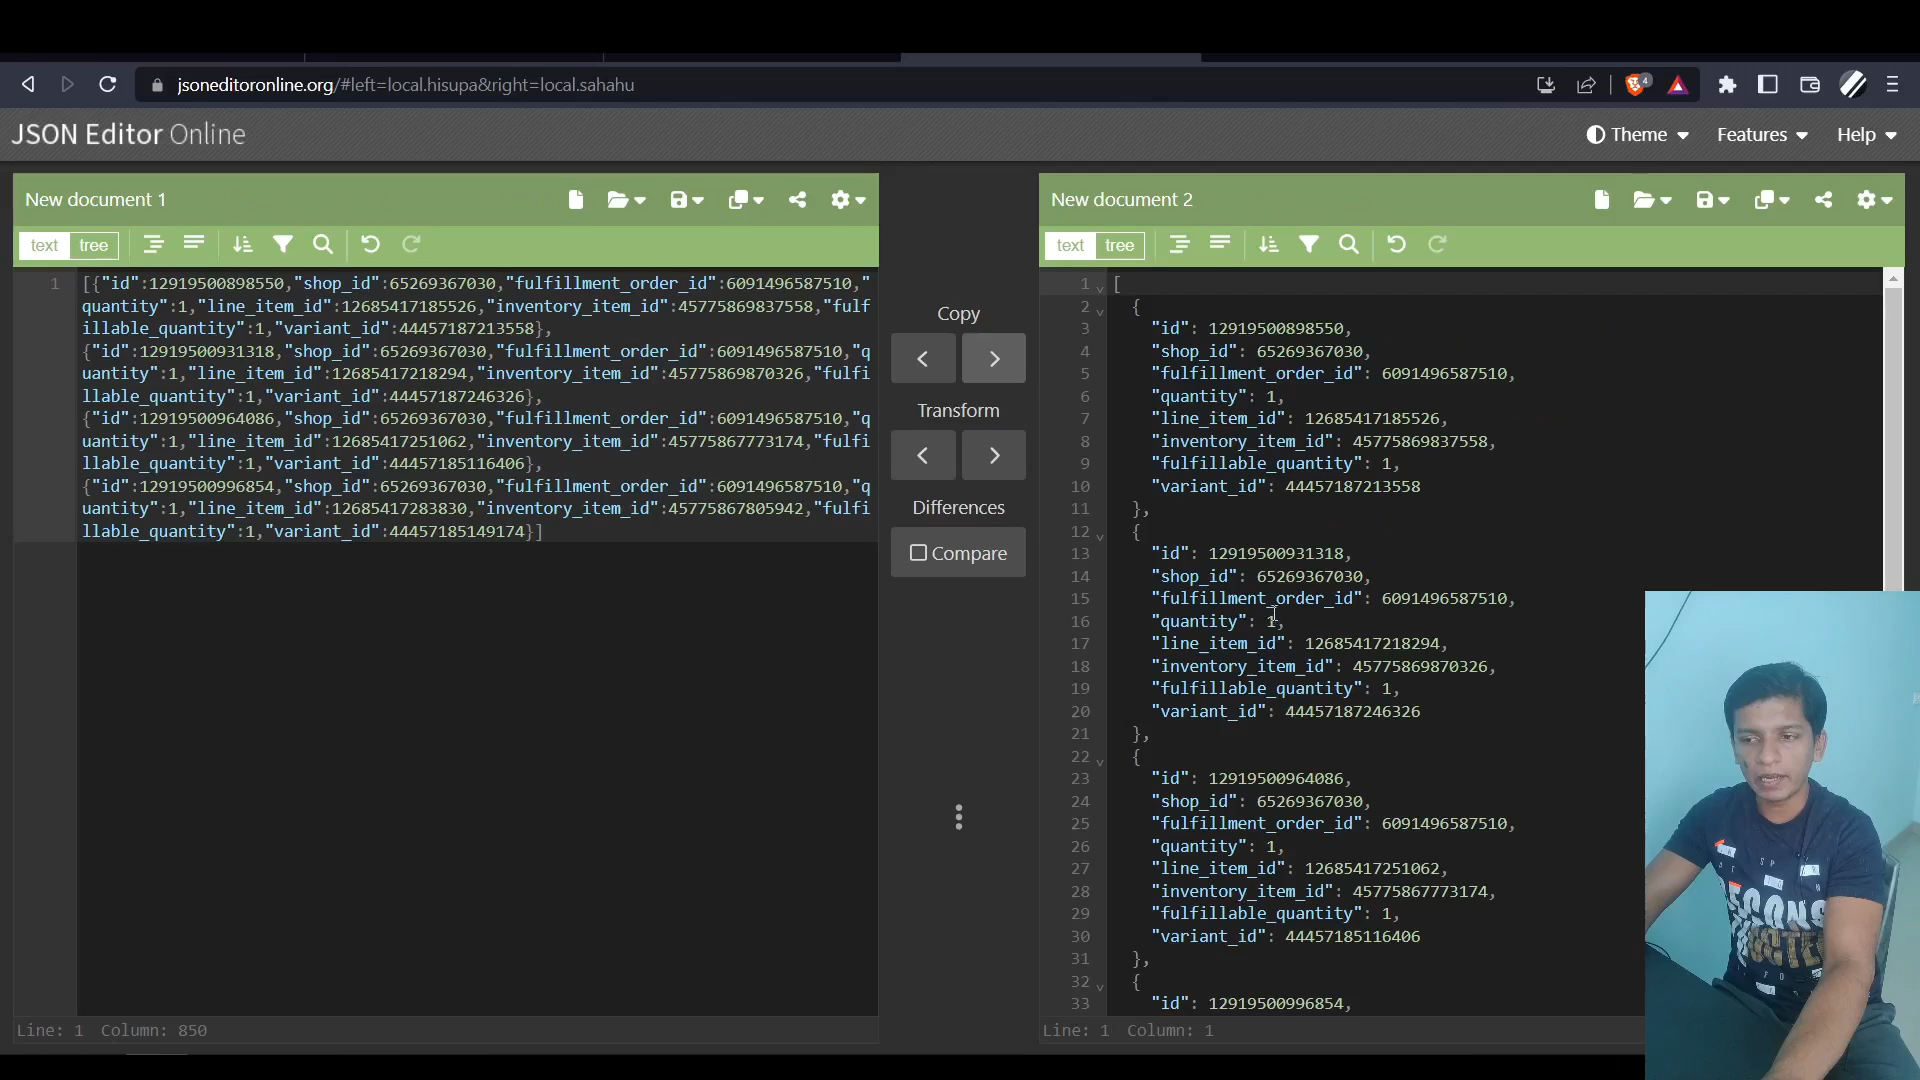 jsoneditoronline.org/#left=local.hisupa&right=local.sahahu
4
JSON Editor Online
Theme
Features
Help
New document 1
text tree
1
[{"id":12919500898550,"shop_id":65269367030,"fulfillment_order_id":6091496587510,"
quantity":1,"line_item_id":12685417185526,"inventory_item_id":45775869837558,"fulf
illable_quantity":1,"variant_id":44457187213558},
{"id":12919500931318,"shop_id":65269367030,"fulfillment_order_id":6091496587510,"q
uantity":1,"line_item_id":12685417218294,"inventory_item_id":45775869870326,"fulfi
llable_quantity":1,"variant_id":44457187246326},
{"id":12919500964086,"shop_id":65269367030,"fulfillment_order_id":6091496587510,"q
uantity":1,"line_item_id":12685417251062,"inventory_item_id":45775867773174,"fulfi
llable_quantity":1,"variant_id":44457185116406},
{"id":12919500996854,"shop_id":65269367030,"fulfillment_order_id":6091496587510,"q
uantity":1,"line_item_id":12685417283830,"inventory_item_id":45775867805942,"fulfi
llable_quantity":1,"variant_id":44457185149174}]
Line: 1 Column: 850
Copy
Transform
Differences
Compare
New document 2
text tree
1 [
2 {
3 "id": 12919500898550,
4 "shop_id": 65269367030,
5 "fulfillment_order_id": 6091496587510,
6 "quantity": 1,
7 "line_item_id": 12685417185526,
8 "inventory_item_id": 45775869837558,
9 "fulfillable_quantity": 1,
10 "variant_id": 44457187213558
11 },
12 {
13 "id": 12919500931318,
14 "shop_id": 65269367030,
15 "fulfillment_order_id": 6091496587510,
16 "quantity": 1,
17 "line_item_id": 12685417218294,
18 "inventory_item_id": 45775869870326,
19 "fulfillable_quantity": 1,
20 "variant_id": 44457187246326
21 },
22 {
23 "id": 12919500964086,
24 "shop_id": 65269367030,
25 "fulfillment_order_id": 6091496587510,
26 "quantity": 1,
27 "line_item_id": 12685417251062,
28 "inventory_item_id": 45775867773174,
29 "fulfillable_quantity": 1,
30 "variant_id": 44457185116406
31 },
32 {
33 "id": 12919500996854,
Line: 1 Column: 1